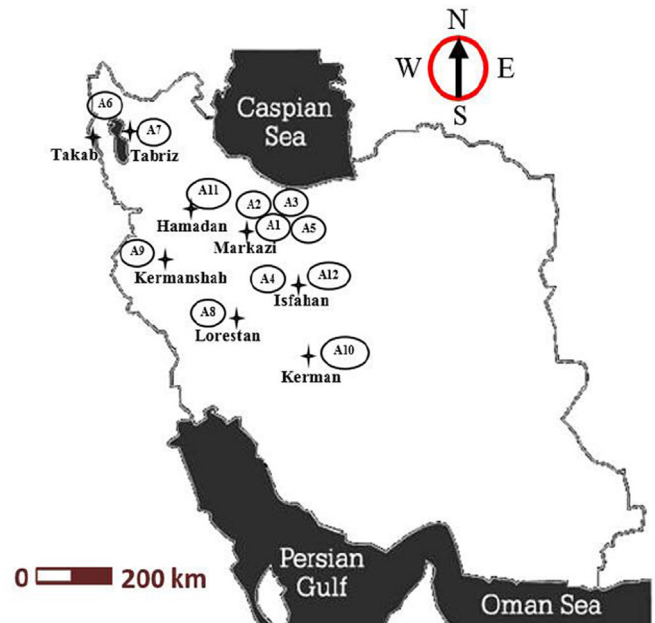 N
W
E
S
Caspian
Sea
A6
A7
Takab
Tabriz
A11
A2
A3
Hamadan
A1
A5
Markazi
A9
Kermanshah
A4
A12
Isfahan
A8
Lorestan
A10
Kerman
Persian
Gulf
0
200 km
Oman Sea